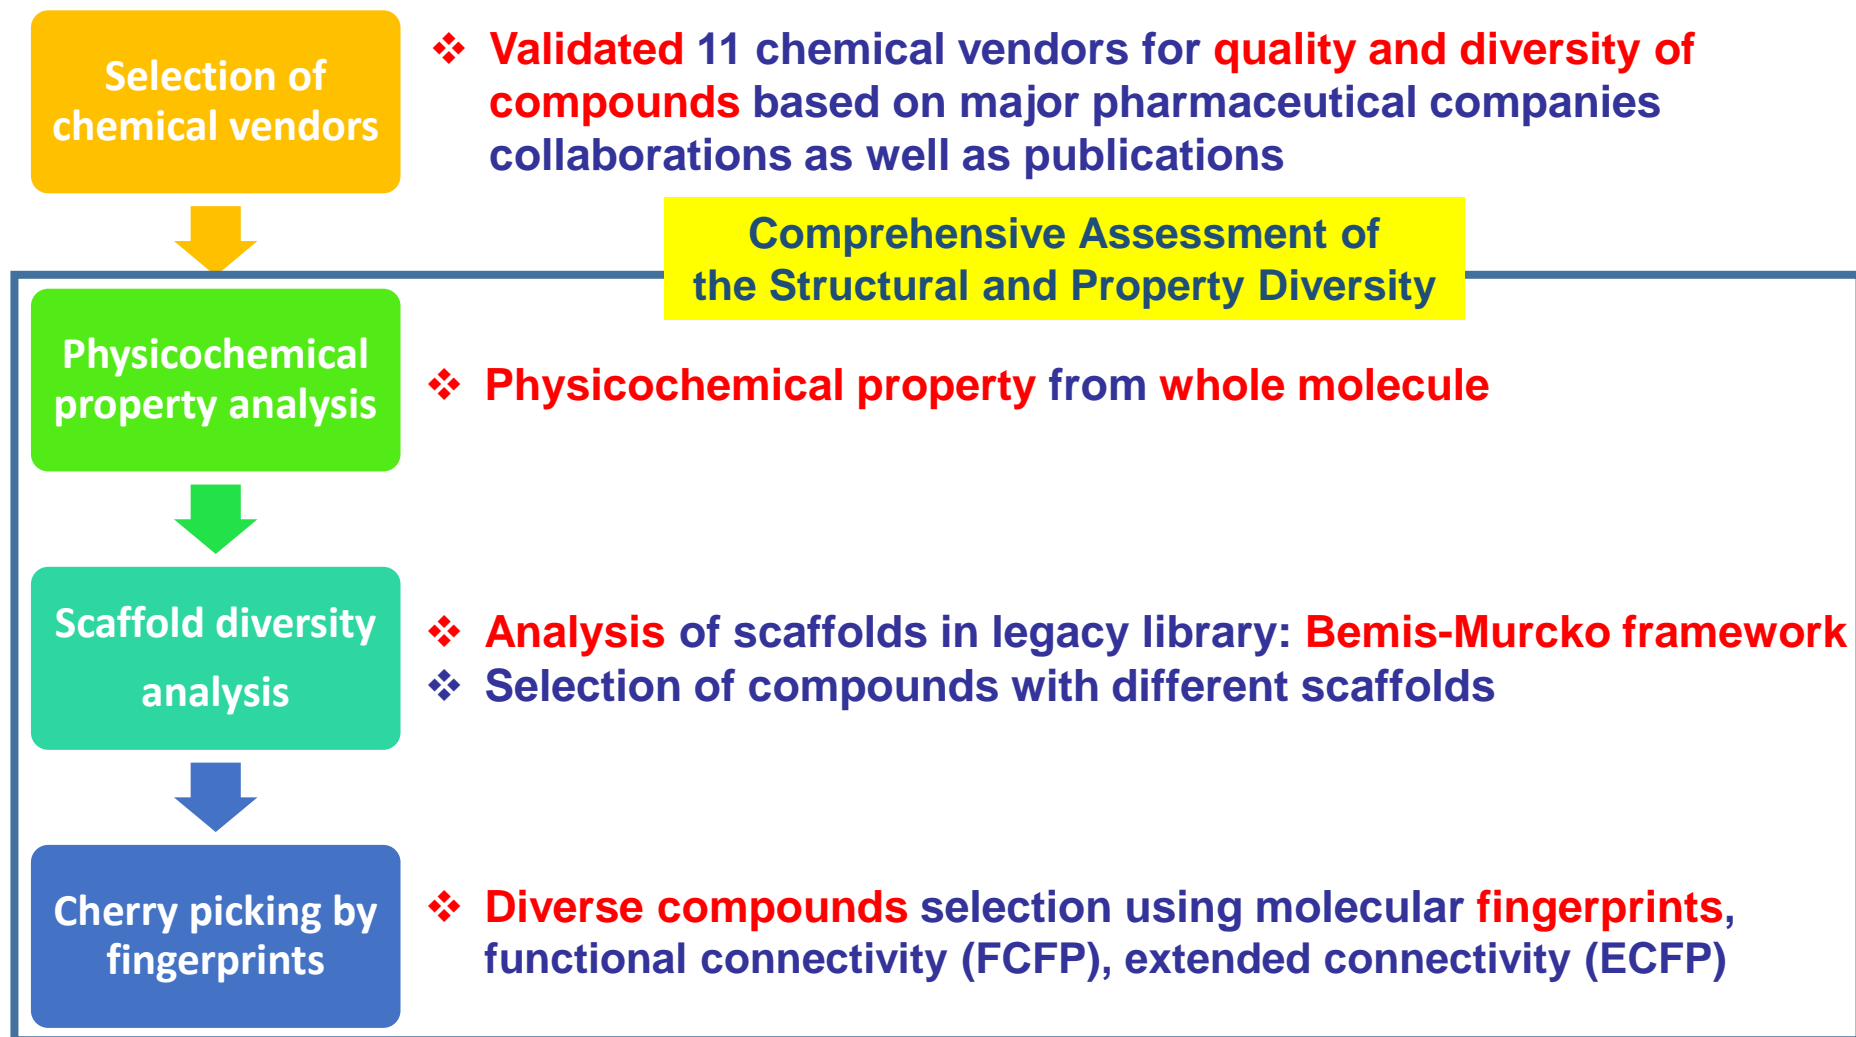 Selection of
chemical vendors
❖ Validated 11 chemical vendors for quality and diversity of
compounds based on major pharmaceutical companies
collaborations as well as publications
Comprehensive Assessment of
the Structural and Property Diversity
Physicochemical
property analysis
❖ Physicochemical property from whole molecule
Scaffold diversity
analysis
❖ Analysis of scaffolds in legacy library: Bemis-Murcko framework
❖ Selection of compounds with different scaffolds
Cherry picking by
fingerprints
❖ Diverse compounds selection using molecular fingerprints,
functional connectivity (FCFP), extended connectivity (ECFP)